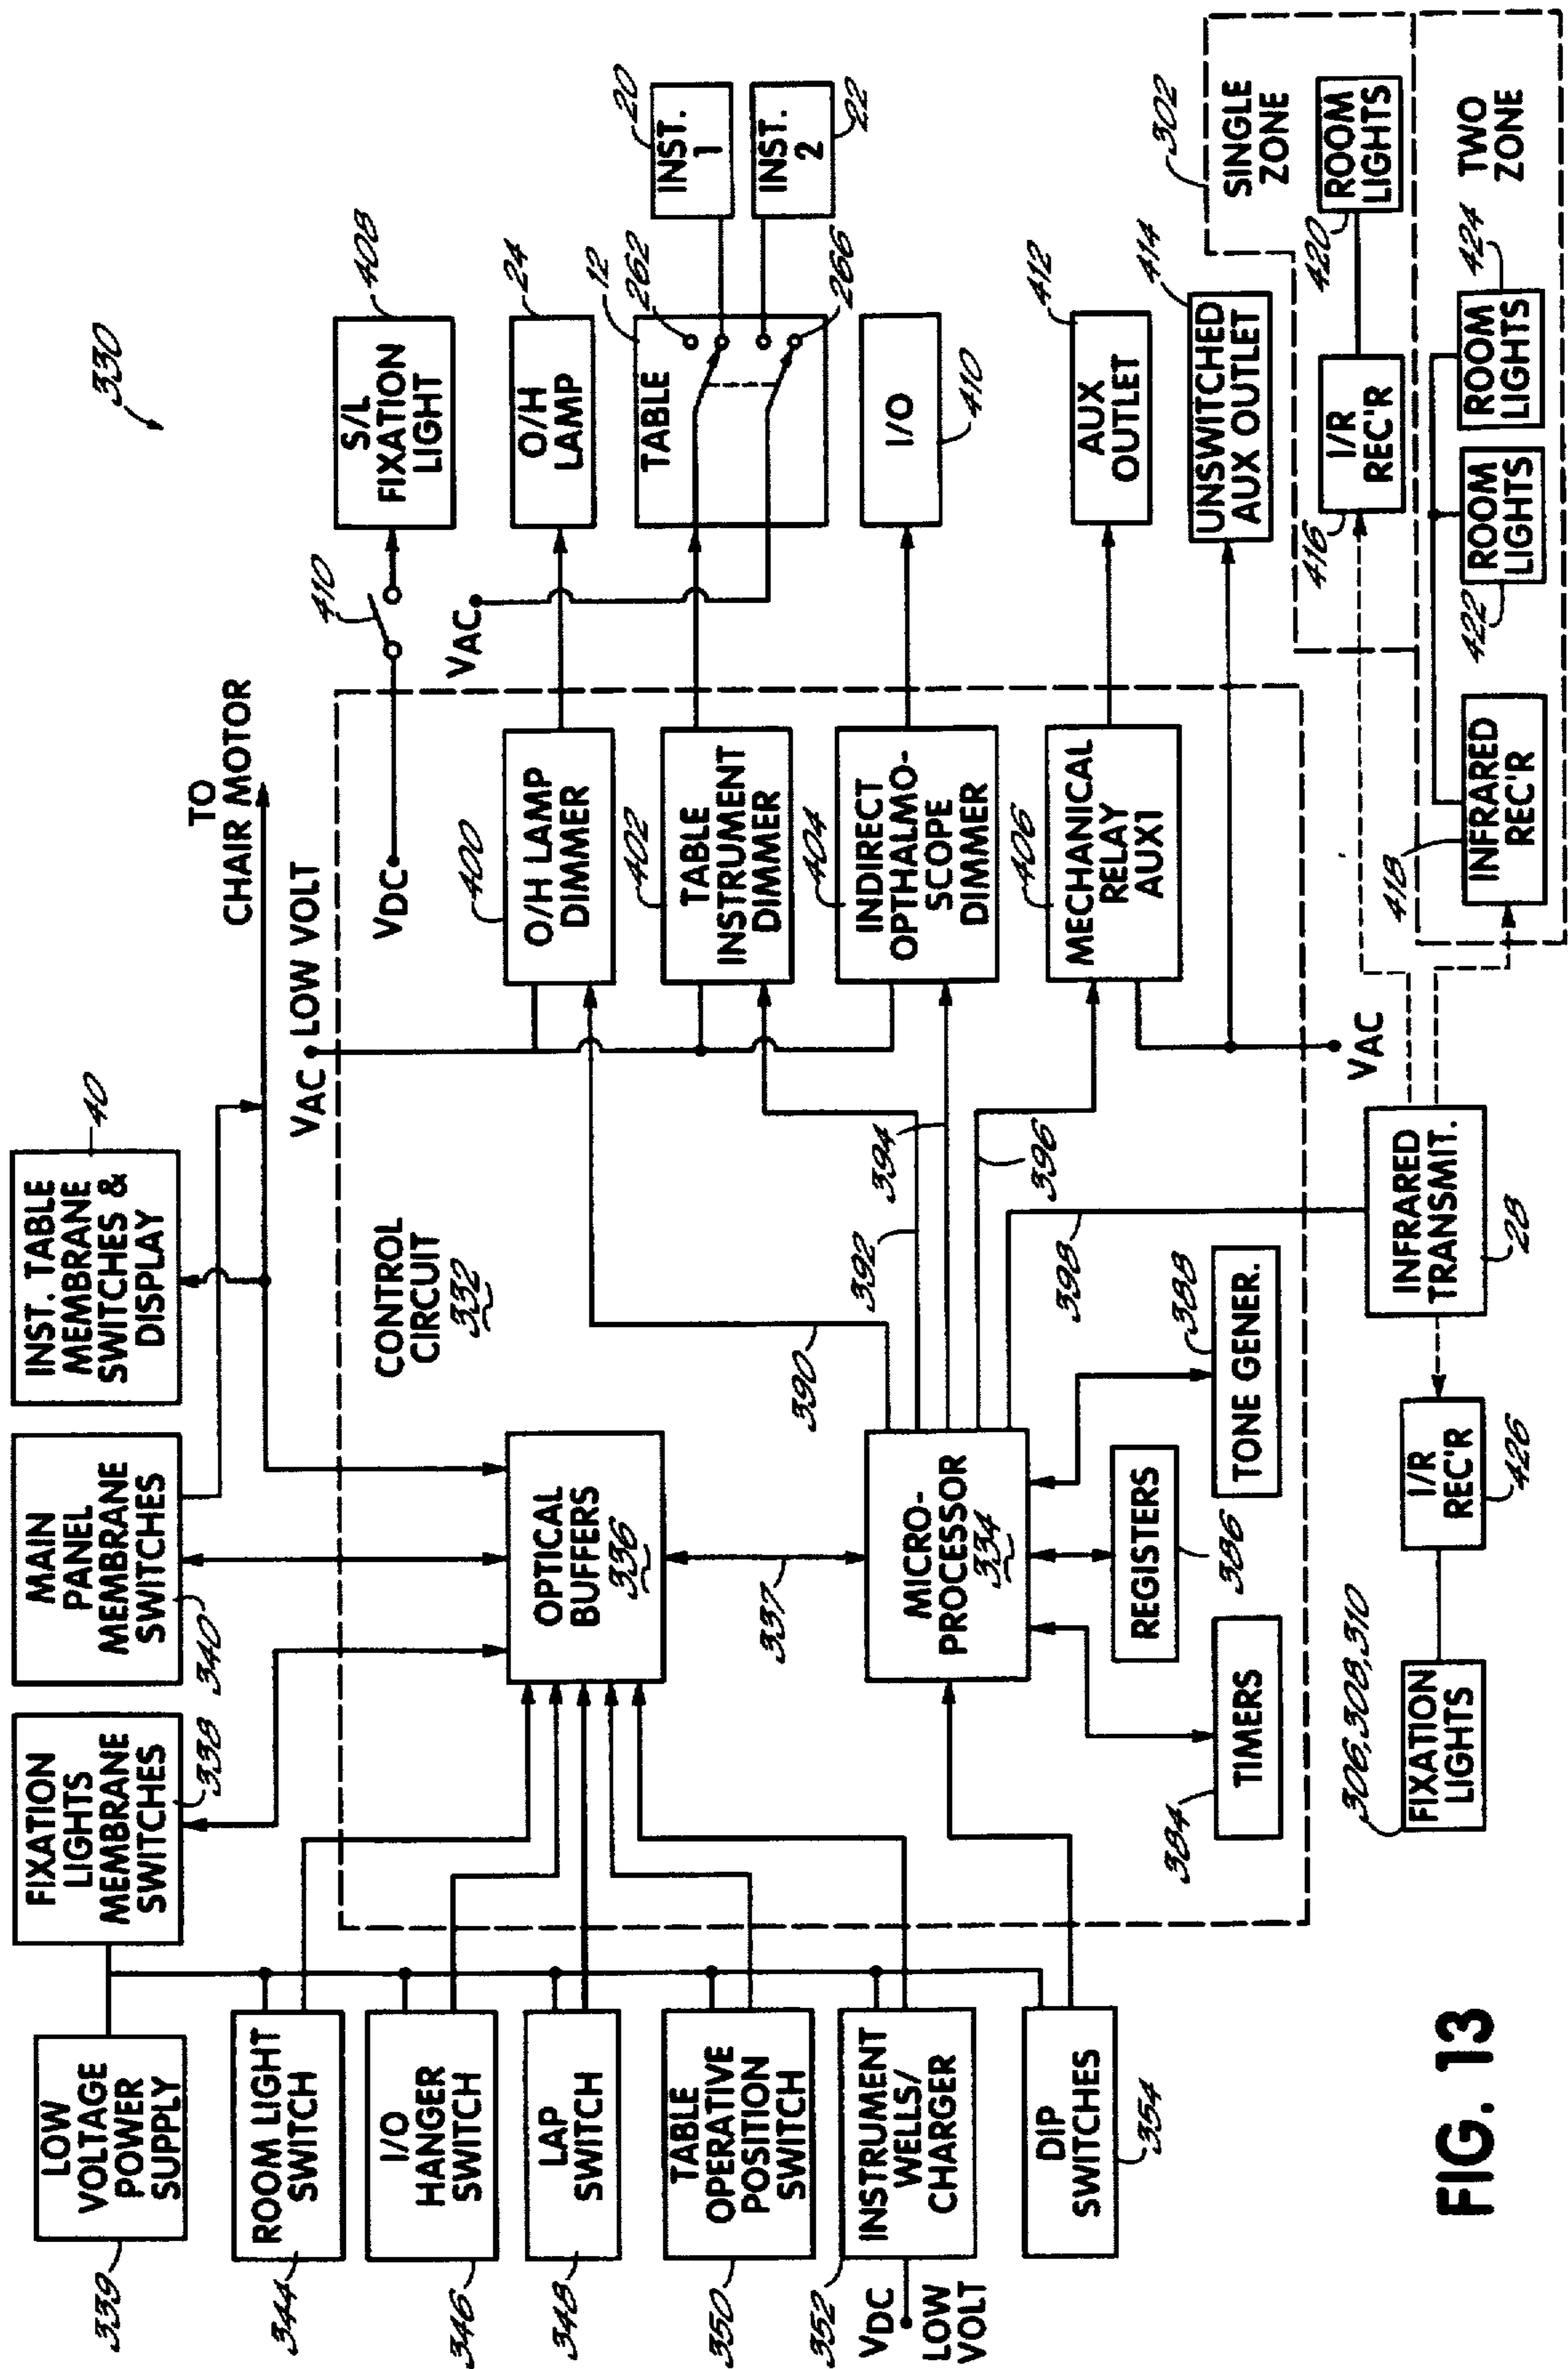 330
LOW
VOLTAGE
POWER
SUPPLY
339
FIXATION
LIGHTS
MEMBRANE
SWITCHES
338
MAIN
PANEL
MEMBRANE
SWITCHES
340
INST. TABLE
MEMBRANE
SWITCHES &
DISPLAY
40
TO
CHAIR MOTOR
ROOM LIGHT
SWITCH
344
I/O
HANGER
SWITCH
346
LAP
SWITCH
348
TABLE
OPERATIVE
POSITION
SWITCH
350
INSTRUMENT
WELLS/
CHARGER
352
VDC
LOW
VOLT
DIP
SWITCHES
354
CONTROL
CIRCUIT
332
OPTICAL
BUFFERS
336
337
MICRO-
PROCESSOR
334
TIMERS
384
REGISTERS
386
TONE GENER.
388
390
392
394
396
398
VAC LOW VOLT
VDC
410
S/L
FIXATION
LIGHT
408
O/H LAMP
DIMMER
400
O/H
LAMP
24
TABLE
INSTRUMENT
DIMMER
402
VAC
TABLE
12
262
266
INST.
1
20
INST.
2
22
INDIRECT
OPTHALMO-
SCOPE
DIMMER
404
I/O
410
MECHANICAL
RELAY
AUX1
406
AUX
OUTLET
412
UNSWITCHED
AUX OUTLET
414
VAC
INFRARED
TRANSMIT.
28
I/R
REC'R
426
FIXATION
LIGHTS
306,308,310
302
SINGLE
ZONE
I/R
REC'R
416
ROOM
LIGHTS
420
TWO
ZONE
INFRARED
REC'R
418
ROOM
LIGHTS
422
ROOM
LIGHTS
424
FIG. 13